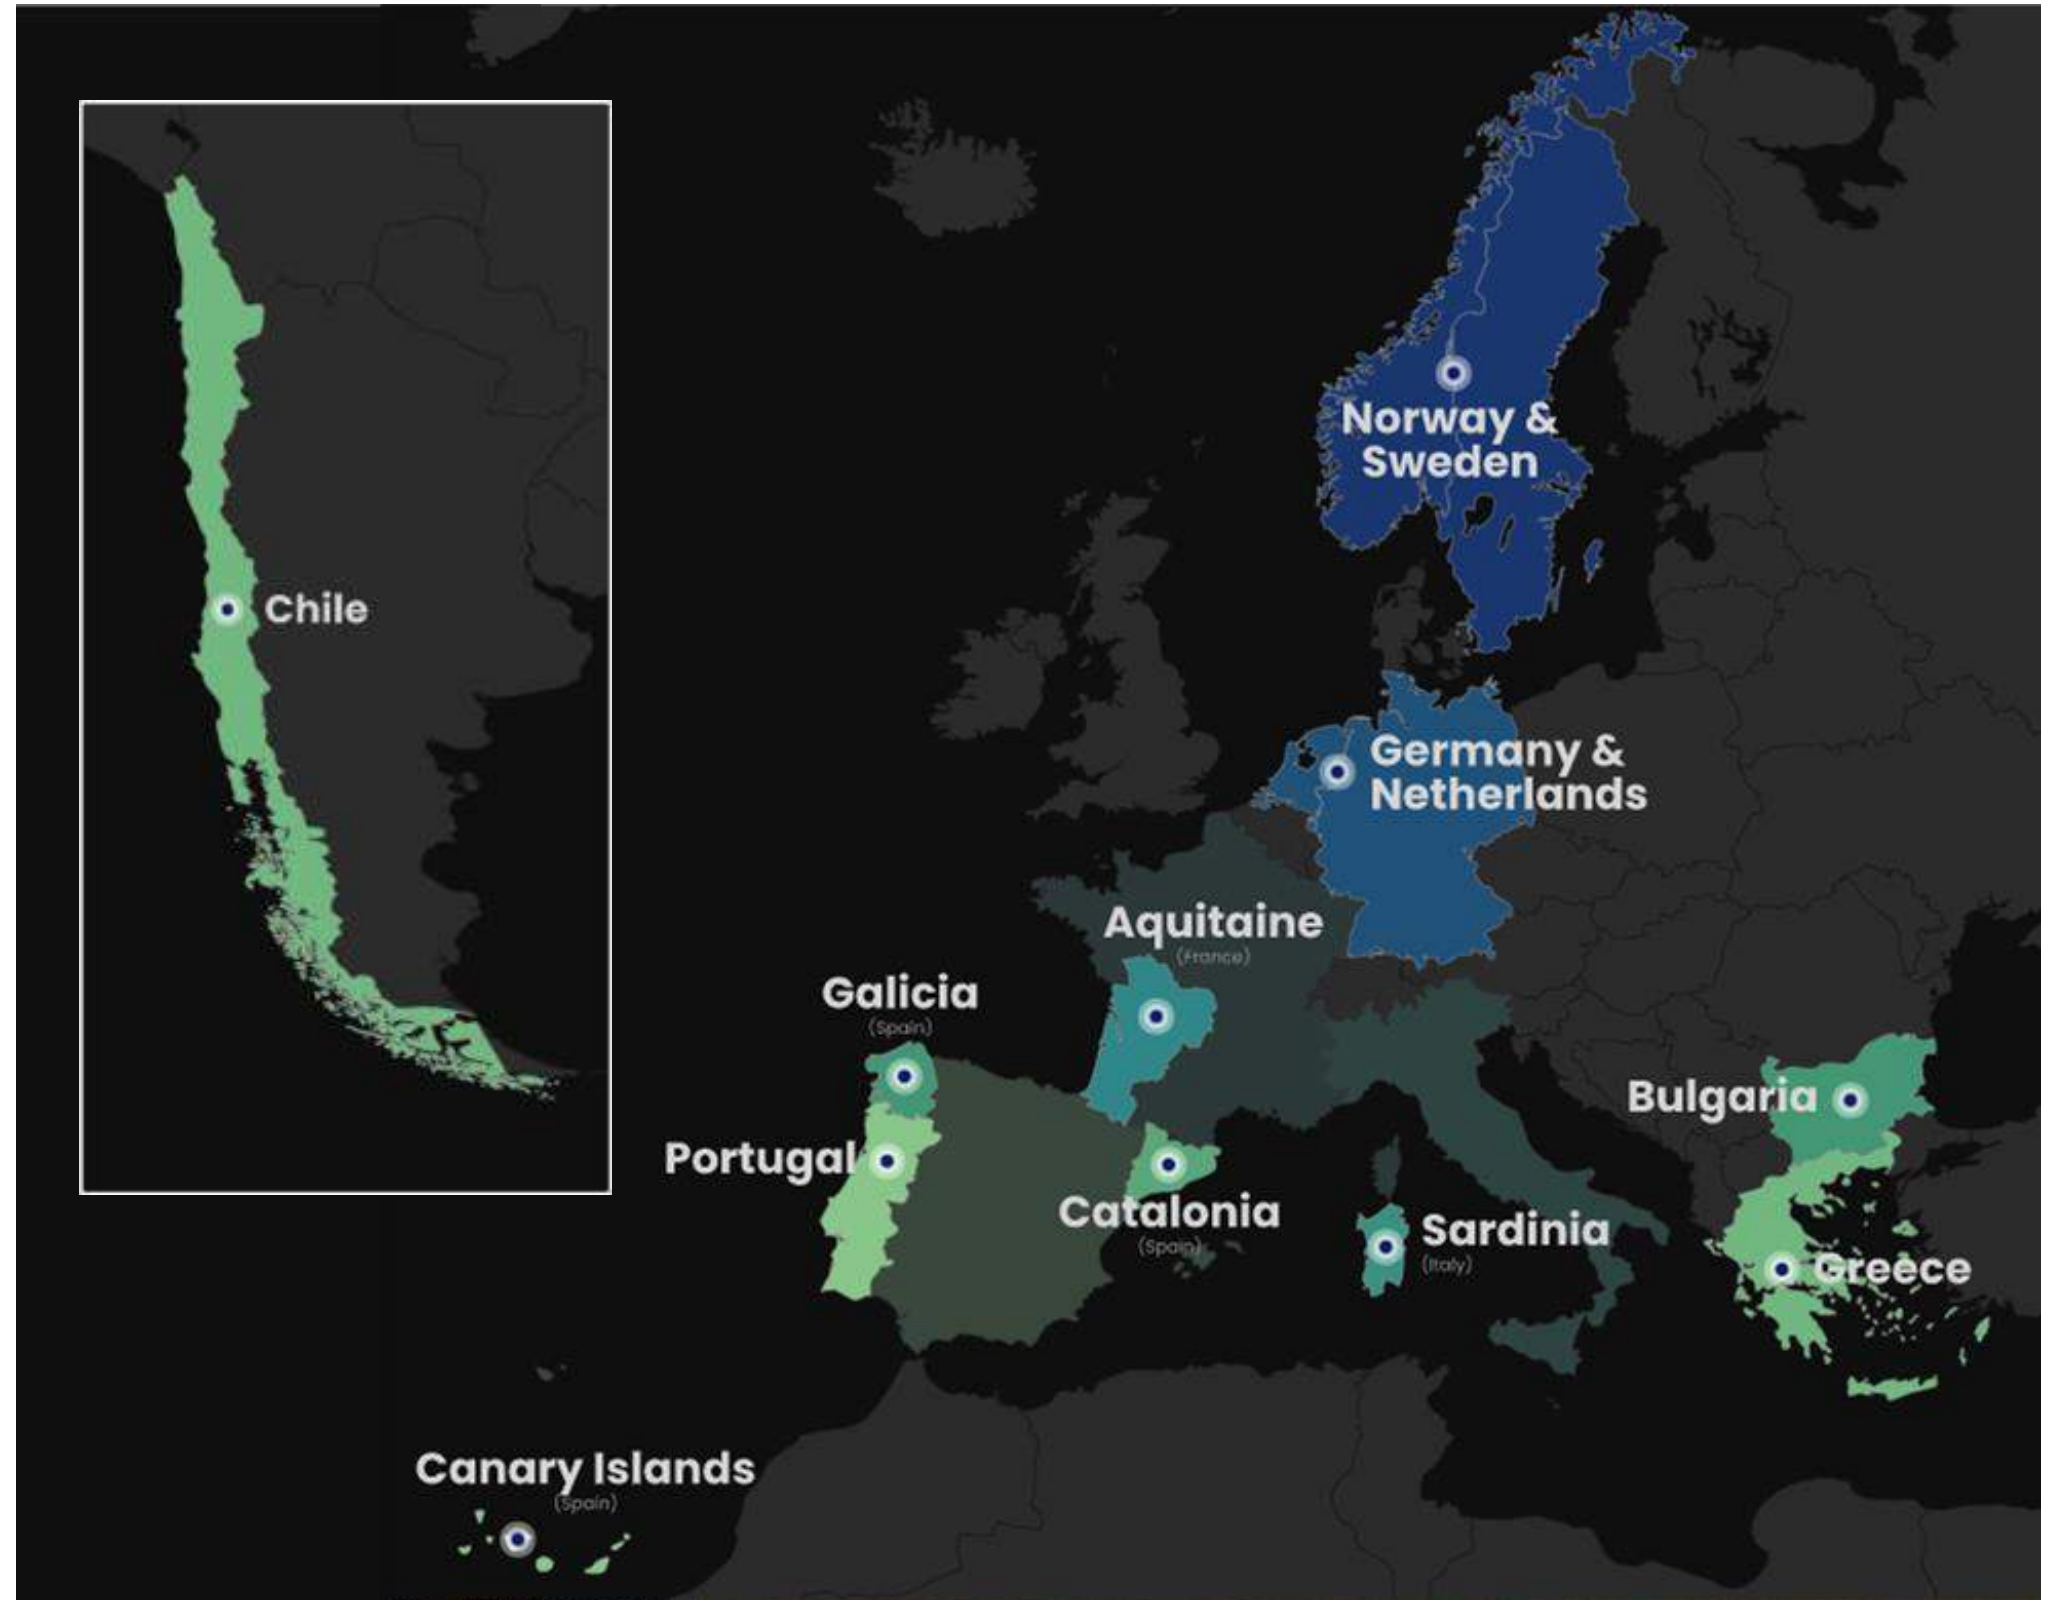 Chile
Norway &
Sweden
Germany &
Netherlands
Aquitaine
(France)
Galicia
(Spain)
Portugal
Catalonia
(Spain)
Sardinia
(Italy)
Bulgaria
Greece
Canary Islands
(Spain)